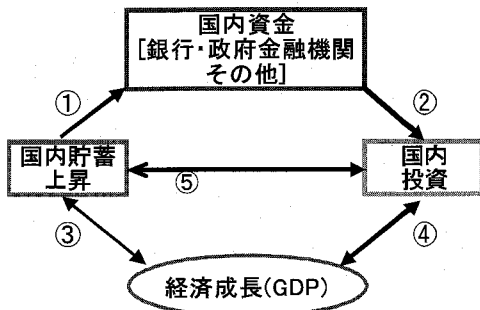 国内資金
[銀行・政府金融機関
その他]
①
②
国内貯蓄
上昇
⑤
国内
投資
③
④
経済成長(GDP)